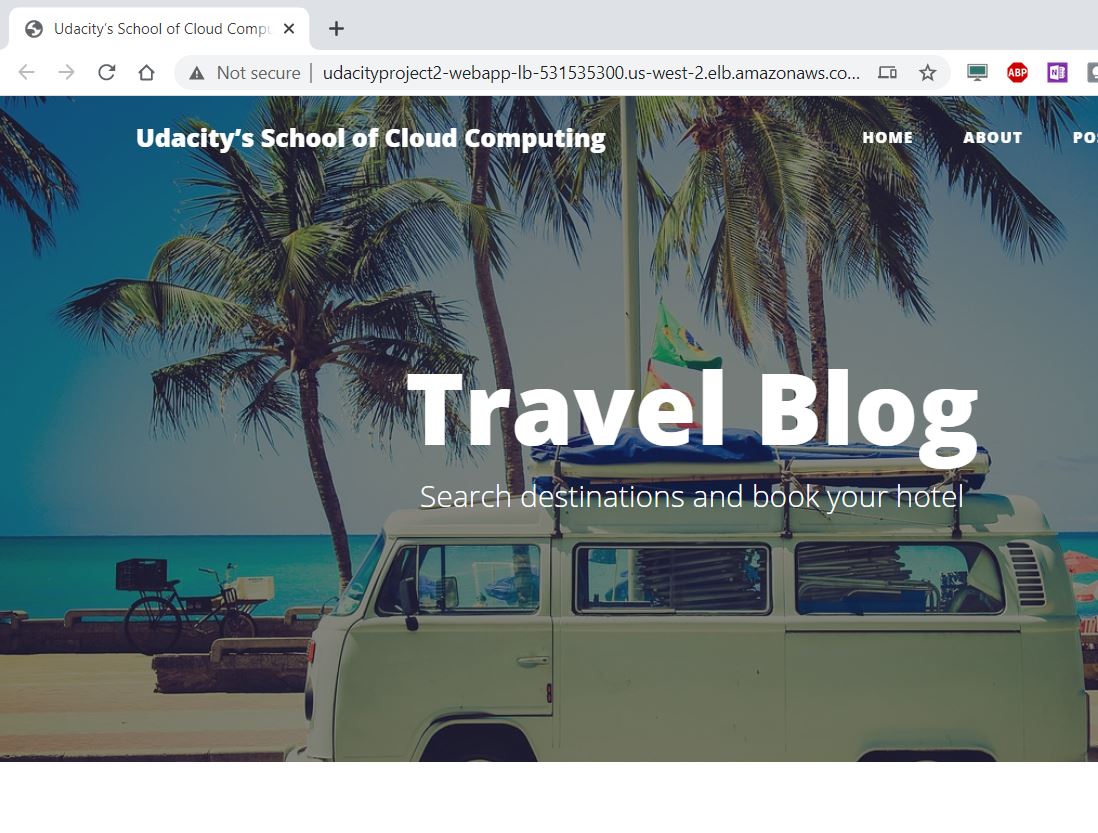 Udacity’s School of Cloud Compu
Not secure | udacityproject2-webapp-lb-531535300.us-west-2.elb.amazonaws.co...
ABP
N
Udacity’s School of Cloud Computing
HOME ABOUT POS
Travel Blog
Search destinations and book your hotel